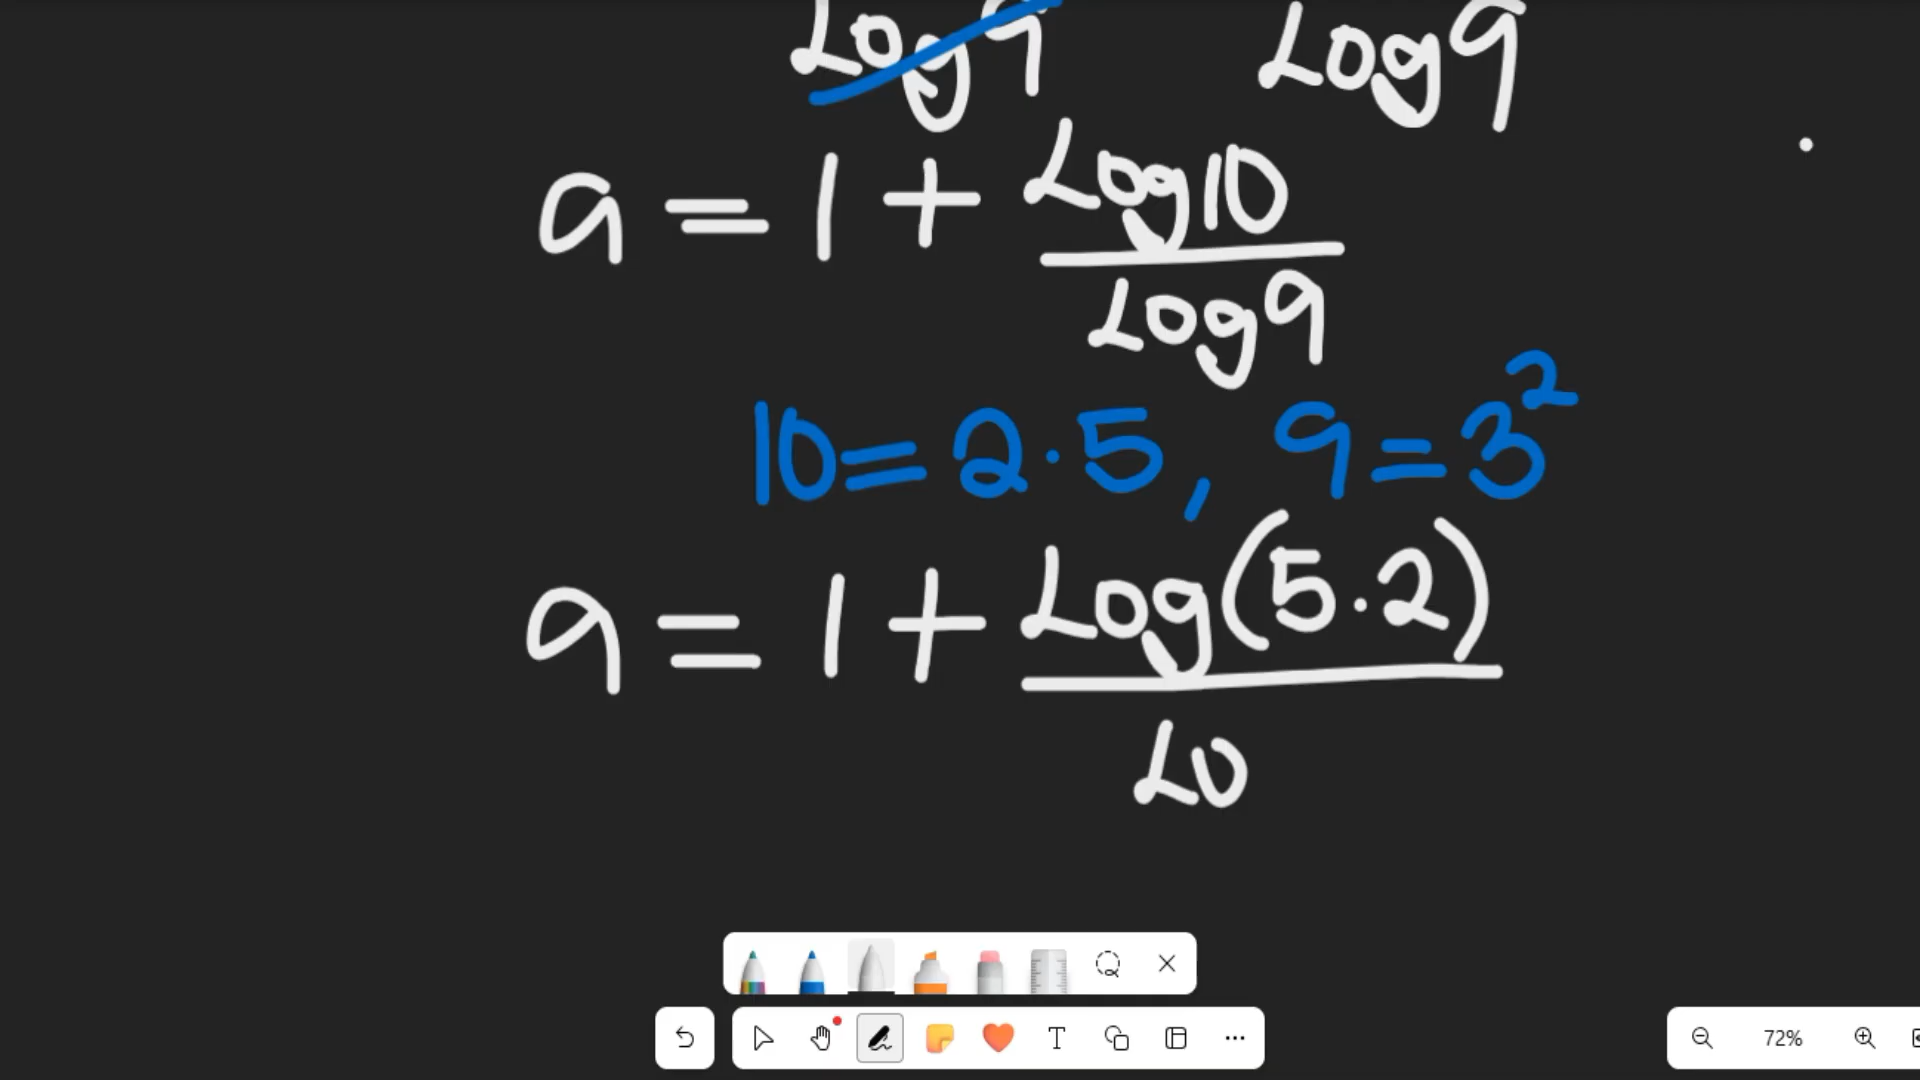 Log9 Log9
a = 1 + Log10
Log9
10 = 2·5, 9 = 3²
a = 1 + Log(5·2)
Lo
T
72%